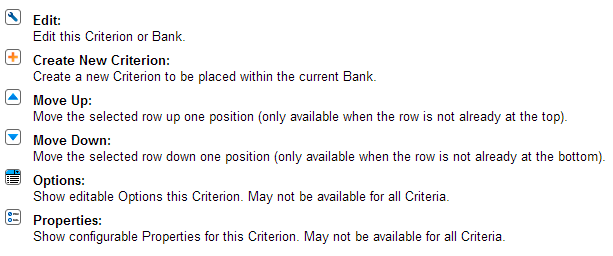 Edit:
Edit this Criterion or Bank.
Create New Criterion:
Create a new Criterion to be placed within the current Bank.
Move Up:
Move the selected row up one position (only available when the row is not already at the top).
Move Down:
Move the selected row down one position (only available when the row is not already at the bottom).
Options:
Show editable Options this Criterion. May not be available for all Criteria.
Properties:
Show configurable Properties for this Criterion. May not be available for all Criteria.